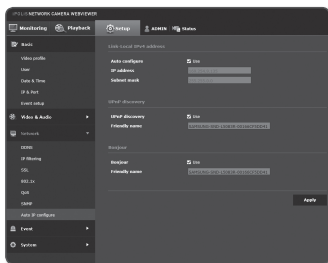 iPOLiS NETWORK CAMERA WEBVIEWER
Monitoring
Playback
Setup
ADMIN
Status
Basic
Video profile
User
Date & Time
IP & Port
Event setup
Video & Audio
Network
DDNS
IP filtering
SSL
802.1x
QoS
SNMP
Auto IP configure
Event
System
Link-Local IPv4 address
Auto configure
Use
IP address
Subnet mask
UPnP discovery
UPnP discovery
Use
Friendly name
Bonjour
Bonjour
Use
Friendly name
Apply